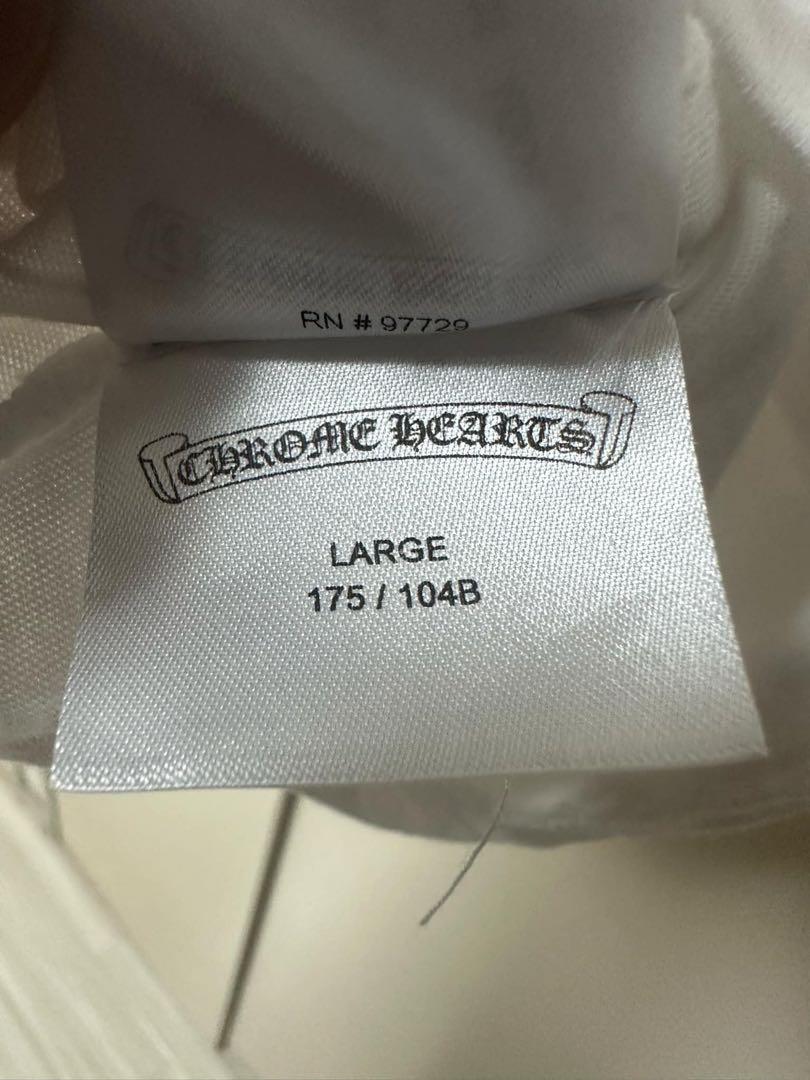 RN # 97729
CHROME HEARTS
LARGE
175 / 104B